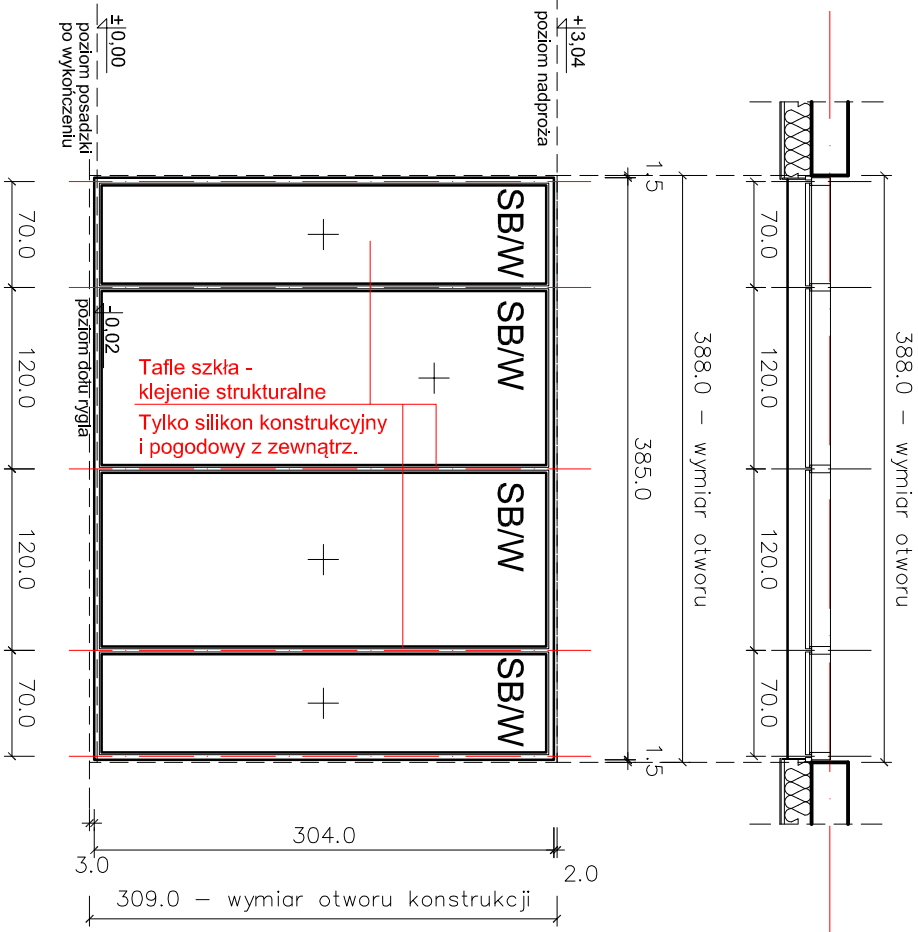 +3,04
poziom nadproża
±0,00
poziom posadzki
po wykończeniu
-0,02
poziom dołu rygla
SB/W
SB/W
SB/W
SB/W
Tafle szkła -
klejenie strukturalne
Tylko silikon konstrukcyjny
i pogodowy z zewnątrz.
70.0
120.0
120.0
70.0
1.5
385.0
1.5
388.0 – wymiar otworu
70.0
120.0
120.0
70.0
388.0 – wymiar otworu
304.0
3.0
2.0
309.0 – wymiar otworu konstrukcji